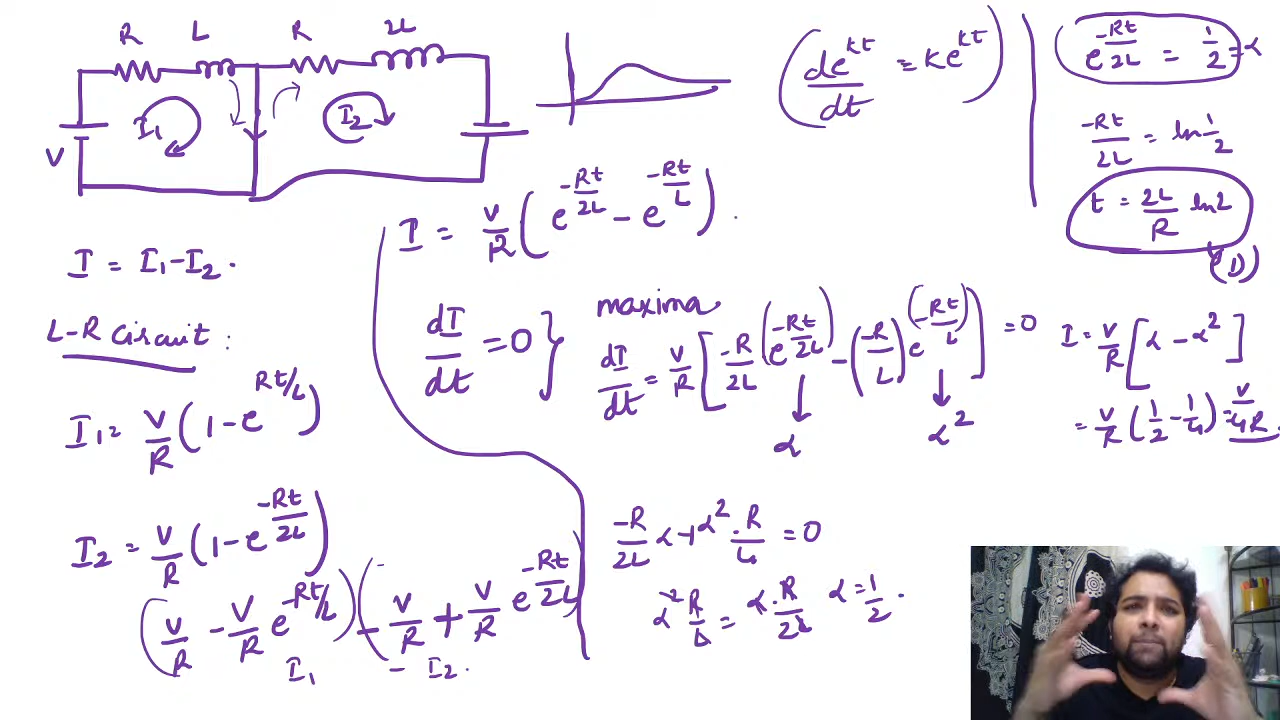 R L R 2L
I₁ I₂
V
I = I₁-I₂.
L-R circuit :
I₁ = V/R (1-e^{Rt/L})
I₂ = V/R (1-e^{-Rt/2L})
(V/R - V/R e^{-Rt/L}) (- V/R + V/R e^{-Rt/2L})
I₁ - I₂.
I = V/R (e^{-Rt/2L} - e^{-Rt/L}) .
dI/dt = 0 }
maxima
dI/dt = V/R [-R/2L (e^{-Rt/2L}) - (-R/L) e^{(-Rt/L)}] = 0
α α²
-R/2L α + α² . R/L = 0
α² R/L = α . R/2L α = 1/2 .
(de^{kt}/dt = Ke^{kt})
e^{-Rt/2L} = 1/2 = α
-Rt/2L = ln 1/2
t = 2L/R ln2
(D)
I = V/R [α - α²]
= V/R (1/2 - 1/4) = V/4R .